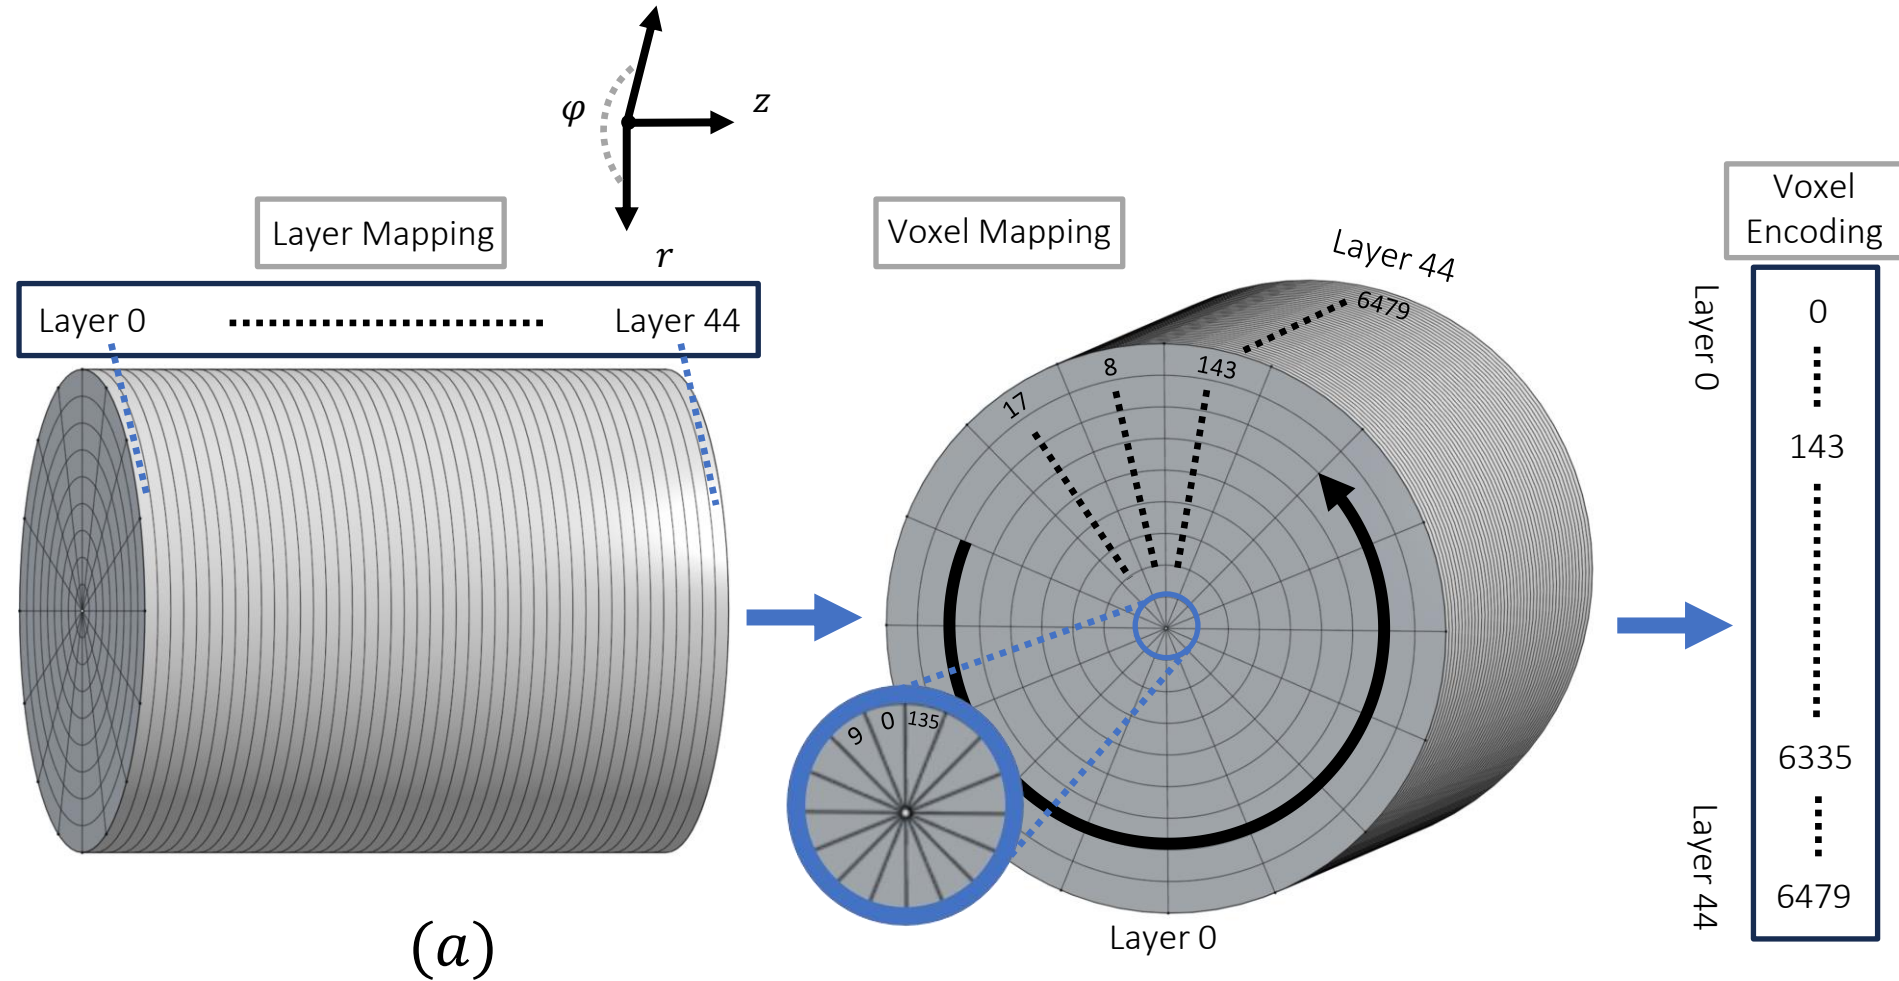 φ
z
r
Layer Mapping
Layer 0
Layer 44
(a)
Voxel Mapping
Layer 44
6479
143
8
17
9
0
135
Layer 0
Voxel
Encoding
Layer 0
0
143
6335
6479
Layer 44